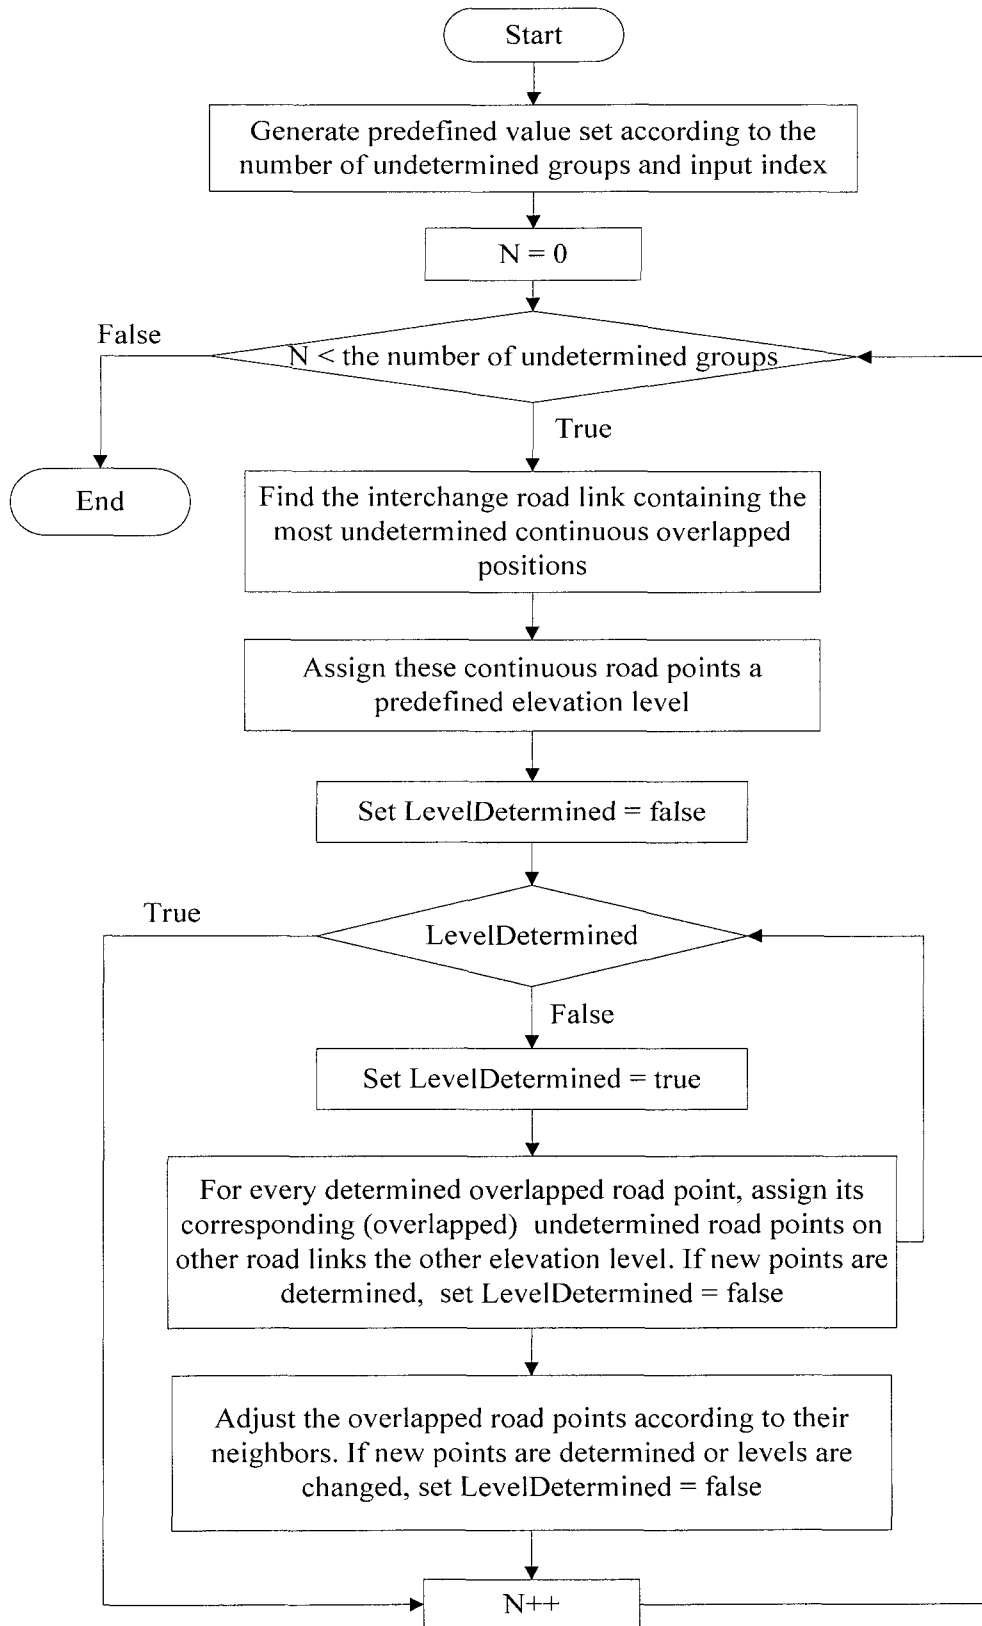 Start
Generate predefined value set according to the
number of undetermined groups and input index
N = 0
False
N < the number of undetermined groups
True
End
Find the interchange road link containing the
most undetermined continuous overlapped
positions
Assign these continuous road points a
predefined elevation level
Set LevelDetermined = false
True
LevelDetermined
False
Set LevelDetermined = true
For every determined overlapped road point, assign its
corresponding (overlapped) undetermined road points on
other road links the other elevation level. If new points are
determined, set LevelDetermined = false
Adjust the overlapped road points according to their
neighbors. If new points are determined or levels are
changed, set LevelDetermined = false
N++